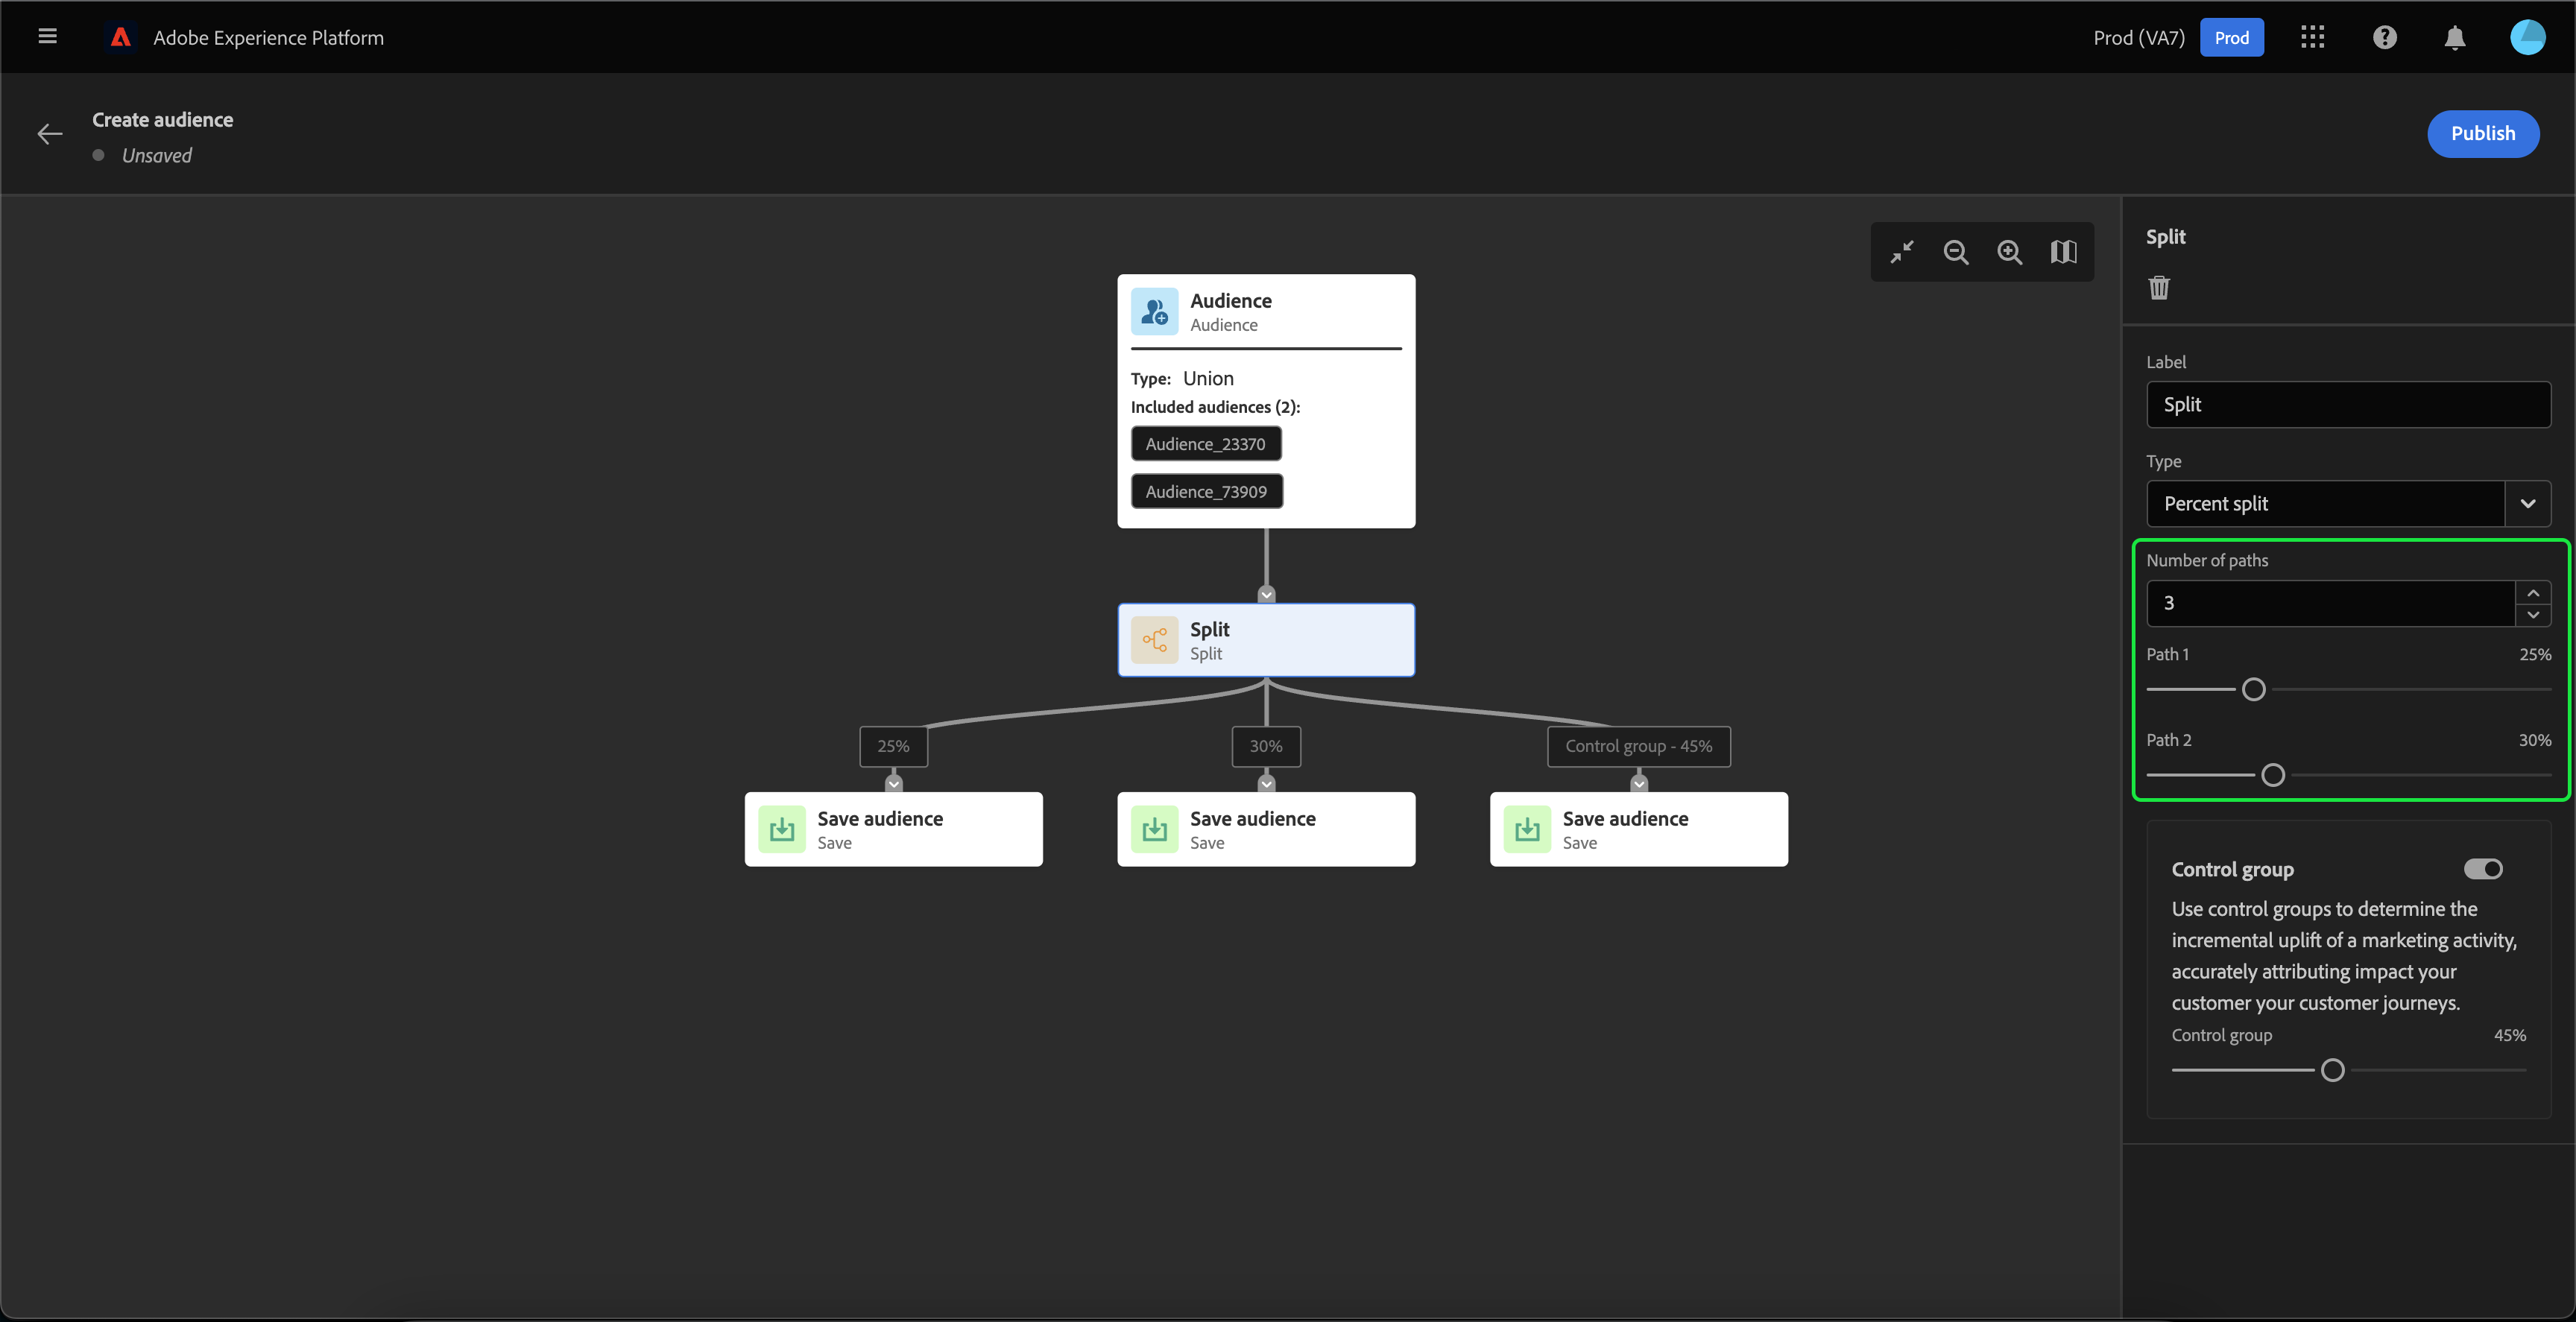 Adobe Experience Platform
Prod (VA7)
Prod
Create audience
Unsaved
Publish
Audience
Audience
Type: Union
Included audiences (2):
Audience_23370
Audience_73909
Split
Split
25%
30%
Control group - 45%
Save audience
Save
Save audience
Save
Save audience
Save
Split
Label
Split
Type
Percent split
Number of paths
3
Path 1 25%
Path 2 30%
Control group
Use control groups to determine the
incremental uplift of a marketing activity,
accurately attributing impact your
customer your customer journeys.
Control group 45%